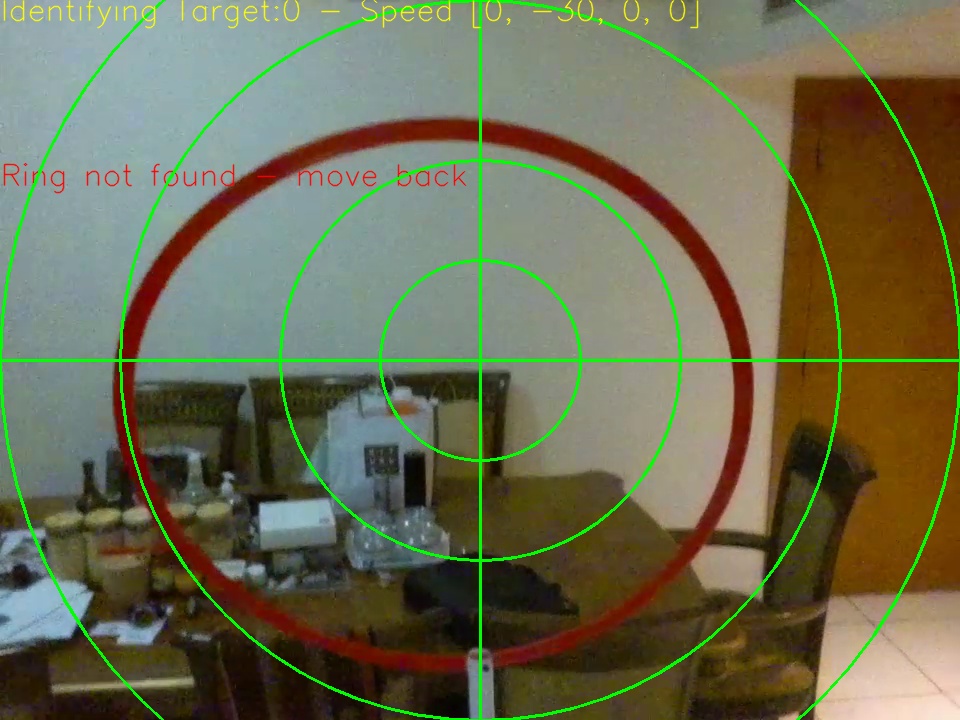 Identifying Target:0 - Speed [0, -30, 0, 0]
Ring not found - move back